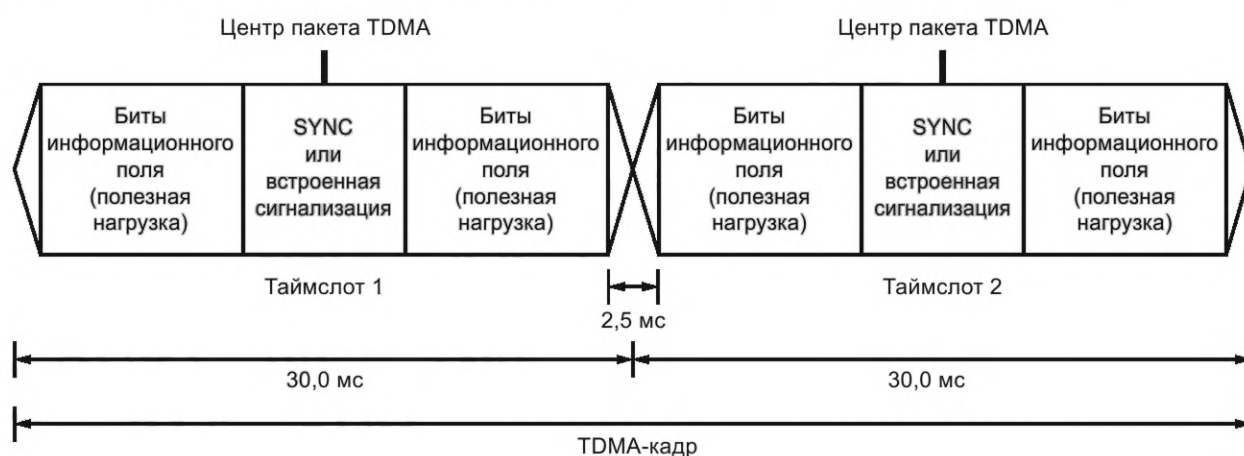 Центр пакета TDMA
Центр пакета TDMA
Биты
информационного
поля
(полезная
нагрузка)
SYNC
или
встроенная
сигнализация
Биты
информационного
поля
(полезная
нагрузка)
Биты
информационного
поля
(полезная
нагрузка)
SYNC
или
встроенная
сигнализация
Биты
информационного
поля
(полезная
нагрузка)
Таймслот 1
Таймслот 2
2,5 мс
30,0 мс
30,0 мс
TDMA-кадр